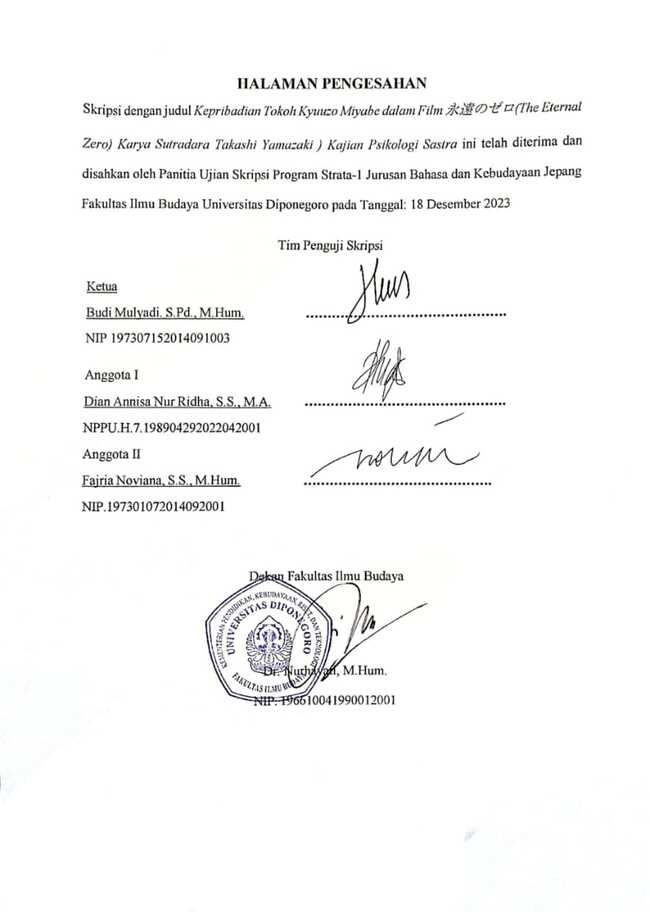 HALAMAN PENGESAHAN
Skripsi dengan judul Kepribadian Tokoh Kyuuzo Miyabe dalam Film 永遠のゼロ(The Eternal
Zero) Karya Sutradara Takashi Yamazaki ) Kajian Psikologi Sastra ini telah diterima dan
disahkan oleh Panitia Ujian Skripsi Program Strata-1 Jurusan Bahasa dan Kebudayaan Jepang
Fakultas Ilmu Budaya Universitas Diponegoro pada Tanggal: 18 Desember 2023
Tim Penguji Skripsi
Ketua
Budi Mulyadi. S.Pd., M.Hum.
NIP 197307152014091003
Anggota I
Dian Annisa Nur Ridha, S.S., M.A.
NPPU.H.7.198904292022042001
Anggota II
Fajria Noviana, S.S., M.Hum.
NIP.197301072014092001
Dekan Fakultas Ilmu Budaya
KEMENTERIAN PENDIDIKAN, KEBUDAYAAN, RISET, DAN TEKNOLOGI
UNIVERSITAS DIPONEGORO
FAKULTAS ILMU BUDAYA
Dr. Nurhayati, M.Hum.
NIP. 196610041990012001